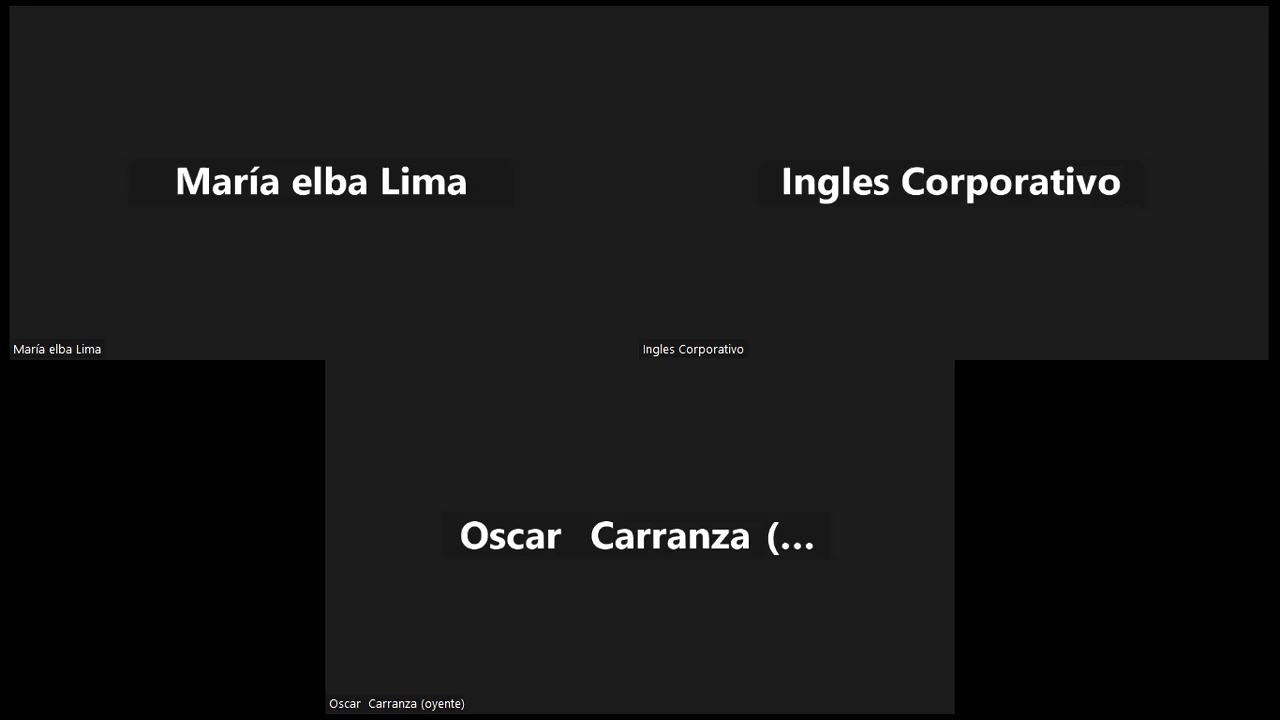 María elba Lima
Ingles Corporativo
María elba Lima
Ingles Corporativo
Oscar  Carranza (...
Oscar  Carranza (oyente)